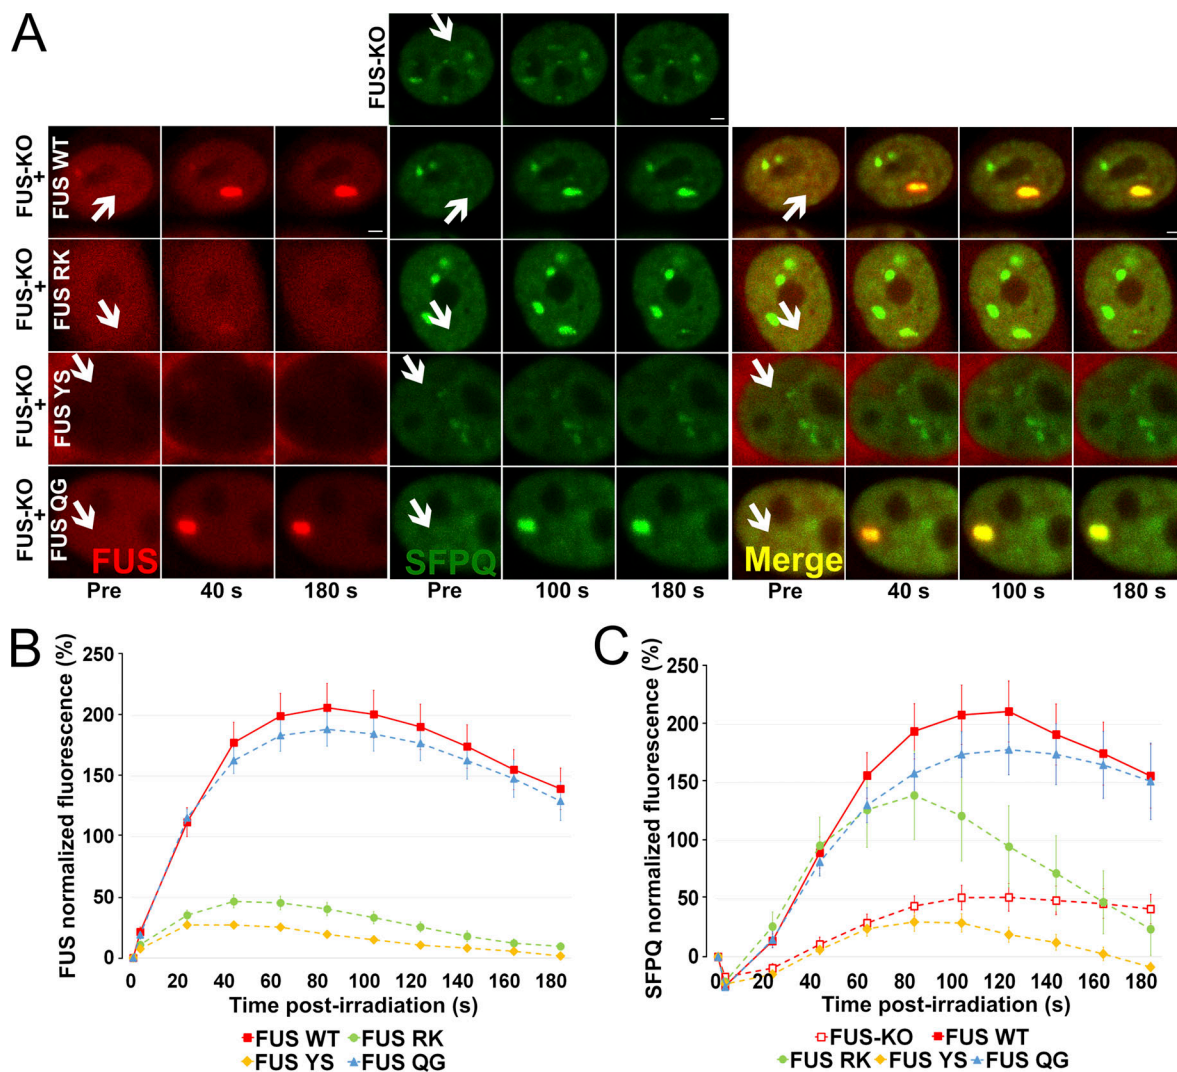 A
FUS-KO
FUS-KO
+
FUS WT
FUS-KO
+
FUS RK
FUS-KO
+
FUS YS
FUS-KO
+
FUS QG
FUS
SFPQ
Merge
Pre 40 s 180 s Pre 100 s 180 s Pre 40 s 100 s 180 s
B
FUS normalized fluorescence (%)
250
200
150
100
50
0
0 20 40 60 80 100 120 140 160 180
Time post-irradiation (s)
FUS WT FUS RK
FUS YS FUS QG
C
SFPQ normalized fluorescence (%)
250
200
150
100
50
0
0 20 40 60 80 100 120 140 160 180
Time post-irradiation (s)
FUS-KO FUS WT
FUS RK FUS YS FUS QG